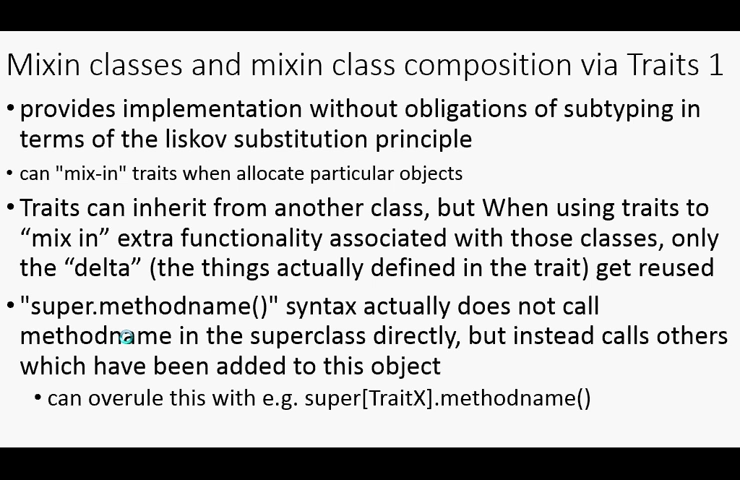 Mixin classes and mixin class composition via Traits 1
• provides implementation without obligations of subtyping in
terms of the liskov substitution principle
• can "mix-in" traits when allocate particular objects
• Traits can inherit from another class, but When using traits to
“mix in” extra functionality associated with those classes, only
the “delta” (the things actually defined in the trait) get reused
• "super.methodname()" syntax actually does not call
methodname in the superclass directly, but instead calls others
which have been added to this object
• can overule this with e.g. super[TraitX].methodname()